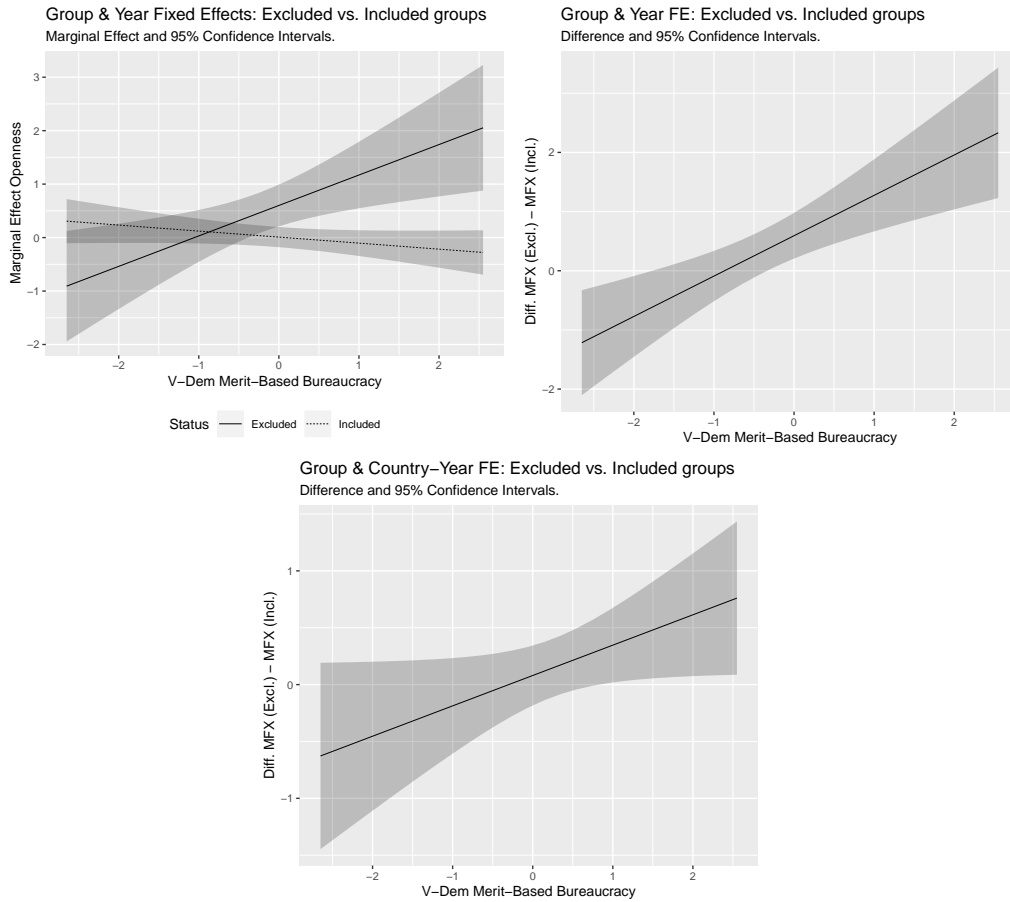 Group & Year Fixed Effects: Excluded vs. Included groups
Marginal Effect and 95% Confidence Intervals.
Marginal Effect Openness
3
2
1
0
−1
−2
−2 −1 0 1 2
V−Dem Merit−Based Bureaucracy
Status Excluded Included
Group & Year FE: Excluded vs. Included groups
Difference and 95% Confidence Intervals.
Diff. MFX (Excl.) − MFX (Incl.)
2
0
−2
−2 −1 0 1 2
V−Dem Merit−Based Bureaucracy
Group & Country−Year FE: Excluded vs. Included groups
Difference and 95% Confidence Intervals.
Diff. MFX (Excl.) − MFX (Incl.)
1
0
−1
−2 −1 0 1 2
V−Dem Merit−Based Bureaucracy